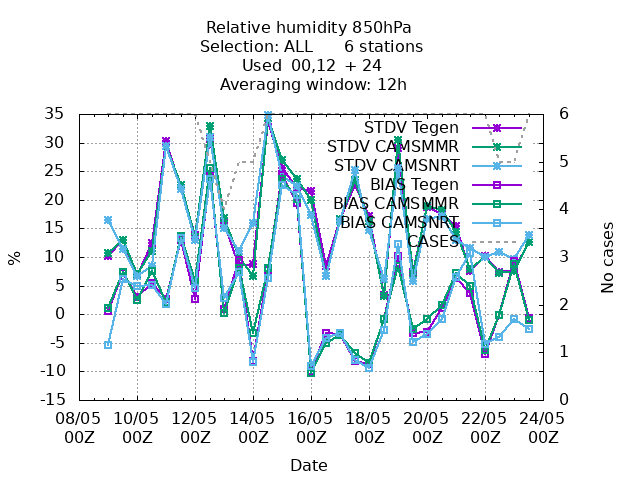 Relative humidity 850hPa
Selection: ALL 6 stations
Used 00,12 + 24
Averaging window: 12h
35
30
25
20
15
10
5
0
-5
-10
-15
%
6
5
4
3
2
1
0
No cases
STDV Tegen
STDV CAMSMMR
STDV CAMSNRT
BIAS Tegen
BIAS CAMSMMR
BIAS CAMSNRT
CASES
08/05 10/05 12/05 14/05 16/05 18/05 20/05 22/05 24/05
00Z 00Z 00Z 00Z 00Z 00Z 00Z 00Z 00Z
Date